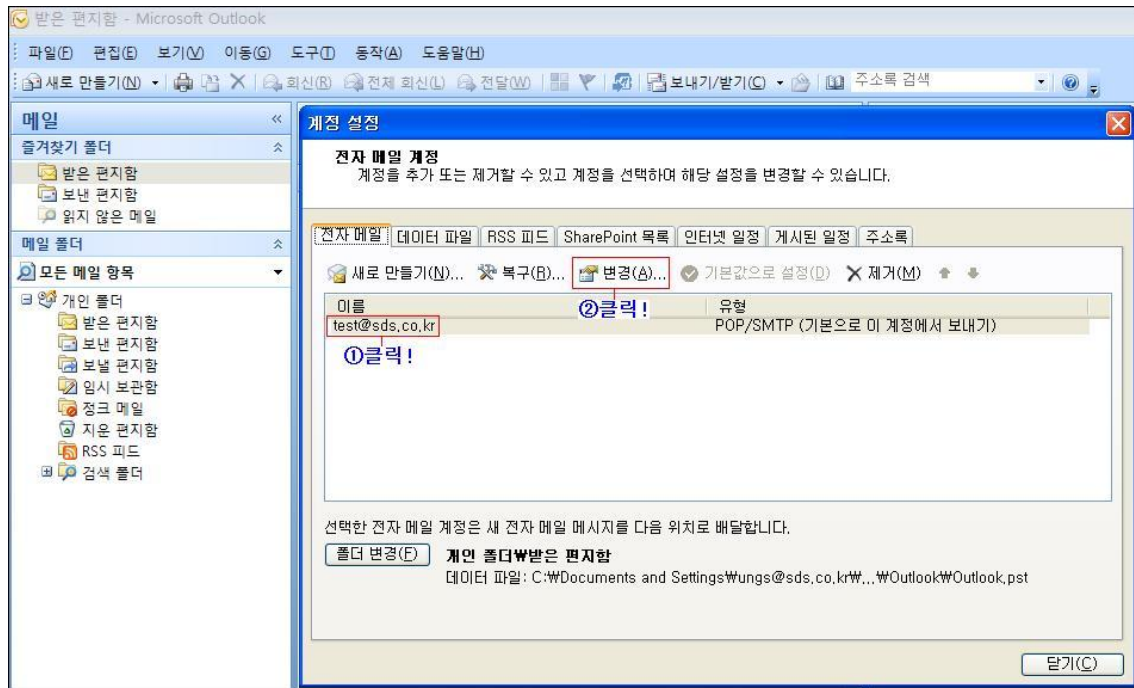 받은 편지함 - Microsoft Outlook
파일(F) 편집(E) 보기(V) 이동(G) 도구(T) 동작(A) 도움말(H)
새로 만들기(N) 회신(R) 전체 회신(L) 전달(W) 보내기/받기(C) 주소록 검색
메일
즐겨찾기 폴더
받은 편지함
보낸 편지함
읽지 않은 메일
메일 폴더
모든 메일 항목
개인 폴더
받은 편지함
보낸 편지함
보낼 편지함
임시 보관함
정크 메일
지운 편지함
RSS 피드
검색 폴더
계정 설정
전자 메일 계정
계정을 추가 또는 제거할 수 있고 계정을 선택하여 해당 설정을 변경할 수 있습니다.
전자 메일 데이터 파일 RSS 피드 SharePoint 목록 인터넷 일정 게시된 일정 주소록
새로 만들기(N)... 복구(R)... 변경(A)... 기본값으로 설정(D) 제거(M)
이름 ②클릭! 유형
test@sds.co.kr POP/SMTP (기본으로 이 계정에서 보내기)
①클릭!
선택한 전자 메일 계정은 새 전자 메일 메시지를 다음 위치로 배달합니다.
폴더 변경(F) 개인 폴더₩받은 편지함
데이터 파일: C:₩Documents and Settings₩ungs@sds.co.kr₩...₩Outlook₩Outlook.pst
닫기(C)